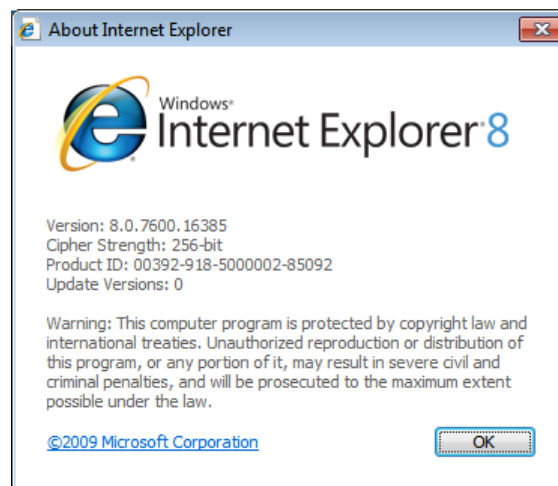 About Internet Explorer
Windows®
Internet Explorer 8
Version: 8.0.7600.16385
Cipher Strength: 256-bit
Product ID: 00392-918-5000002-85092
Update Versions: 0
Warning: This computer program is protected by copyright law and
international treaties. Unauthorized reproduction or distribution of
this program, or any portion of it, may result in severe civil and
criminal penalties, and will be prosecuted to the maximum extent
possible under the law.
©2009 Microsoft Corporation
OK